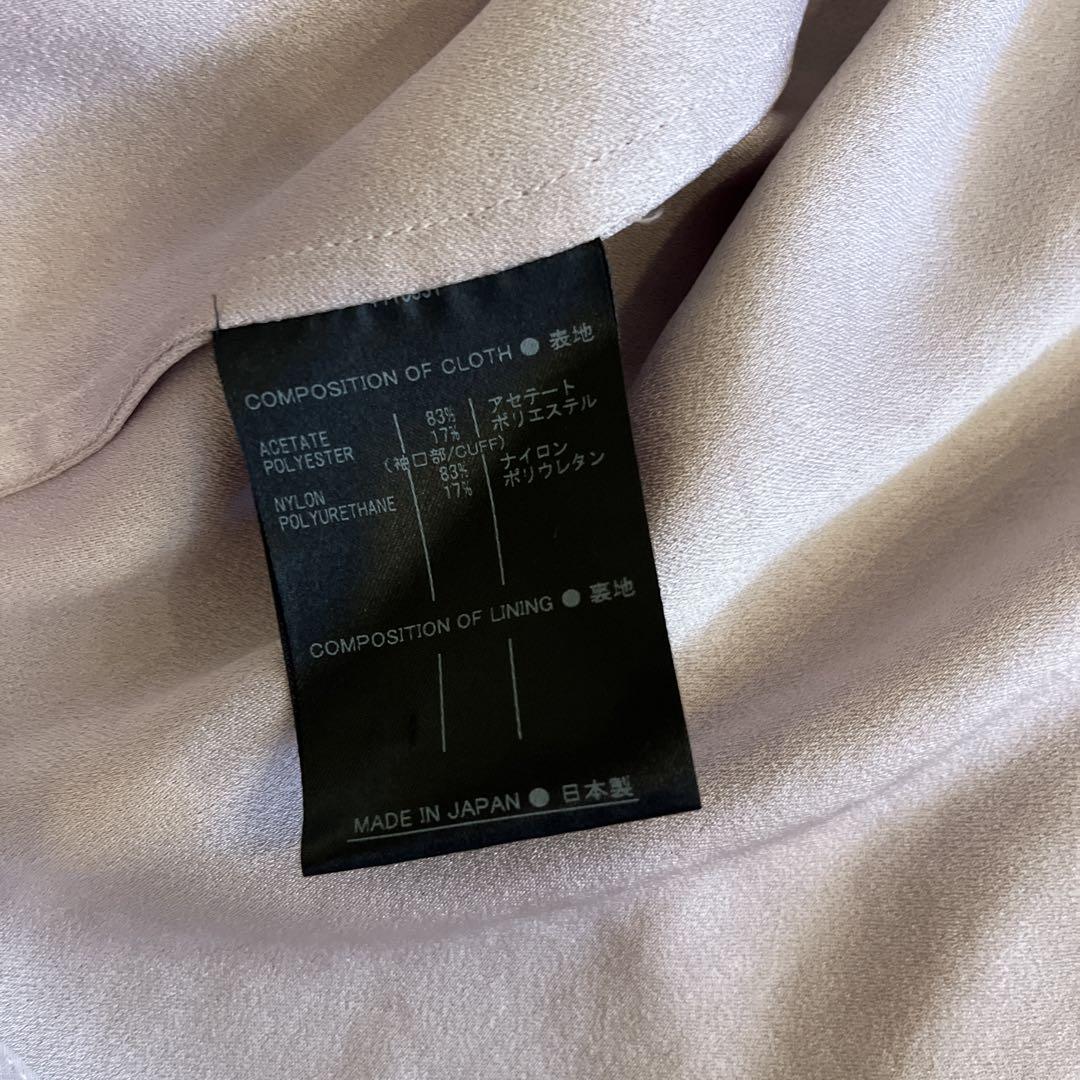 COMPOSITION OF CLOTH ● 表地
ACETATE 83% アセテート
POLYESTER 17% ポリエステル
(袖口部/CUFF)
NYLON 83% ナイロン
POLYURETHANE 17% ポリウレタン
COMPOSITION OF LINING ● 裏地
MADE IN JAPAN ● 日本製